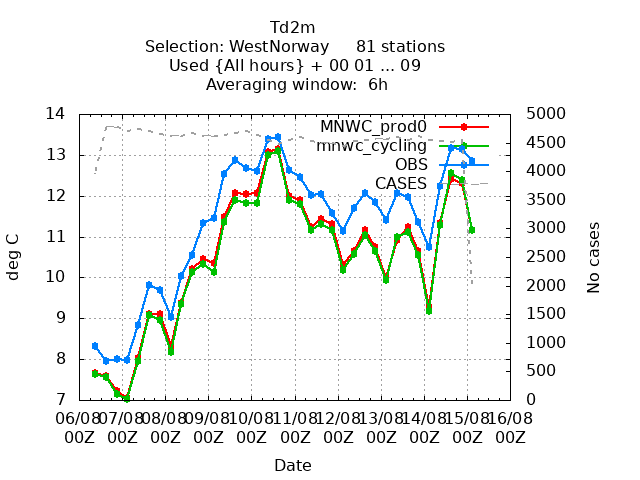 Td2m
Selection: WestNorway 81 stations
Used {All hours} + 00 01 ... 09
Averaging window: 6h
14 5000
MNWC_prod0
4500
13 mnwc_cycling
OBS 4000
CASES
12 3500
3000
11
deg C 2500 No cases
10
2000
1500
9
1000
8
500
7 0
06/08 07/08 08/08 09/08 10/08 11/08 12/08 13/08 14/08 15/08 16/08
00Z 00Z 00Z 00Z 00Z 00Z 00Z 00Z 00Z 00Z 00Z
Date